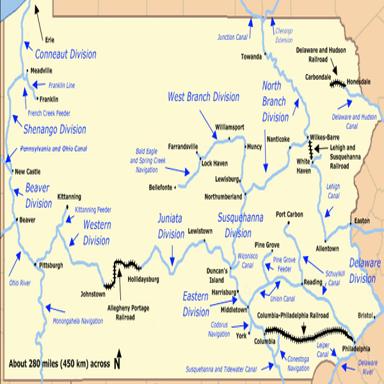 Erie
Conneaut Division
Meadville
Franklin Line
Franklin
French Creek Feeder
Shenango Division
Pennsylvania and Ohio Canal
New Castle
Beaver
Division
Beaver
Ohio River
Pittsburgh
Kittanning
Kittanning Feeder
Western
Division
Monongahela Navigation
Johnstown
Hollidaysburg
Allegheny Portage
Railroad
Juniata
Division
Lewistown
West Branch Division
Williamsport
Farrandsville
Lock Haven
Bald Eagle
and Spring Creek
Navigation
Bellefonte
Muncy
Lewisburg
Northumberland
Susquehanna
Division
Junction Canal
Chenango
Extension
Towanda
North
Branch
Division
Nanticoke
Delaware and Hudson
Railroad
Carbondale
Honesdale
Delaware and Hudson
Canal
Wilkes-Barre
Lehigh and
Susquehanna
Railroad
White
Haven
Lehigh
Canal
Easton
Allentown
Delaware
Division
Port Carbon
Pine Grove
Pine Grove
Feeder
Schuylkill
Canal
Reading
Wiconisco
Canal
Duncan's
Island
Harrisburg
Eastern
Division
Middletown
Union Canal
Codorus
Navigation
York
Columbia
Columbia-Philadelphia Railroad
Conestoga
Navigation
Susquehanna and Tidewater Canal
Leiper
Canal
Philadelphia
Bristol
Delaware
River
About 280 miles (450 km) across
N